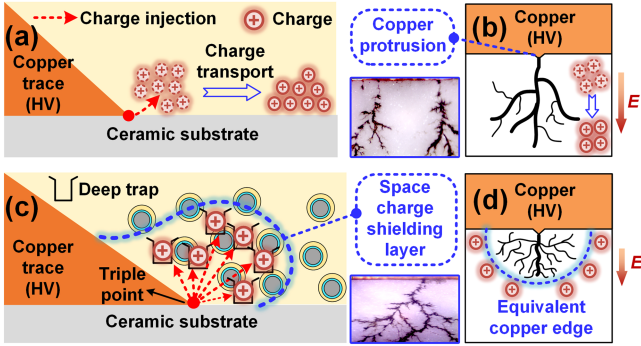 (a)
Charge injection
Charge
Copper
trace
(HV)
Charge
transport
Ceramic substrate
Copper
protrusion
(b)
Copper
(HV)
E
(c)
Deep trap
Copper
trace
(HV)
Triple
point
Ceramic substrate
Space
charge
shielding
layer
(d)
Copper
(HV)
E
Equivalent
copper edge